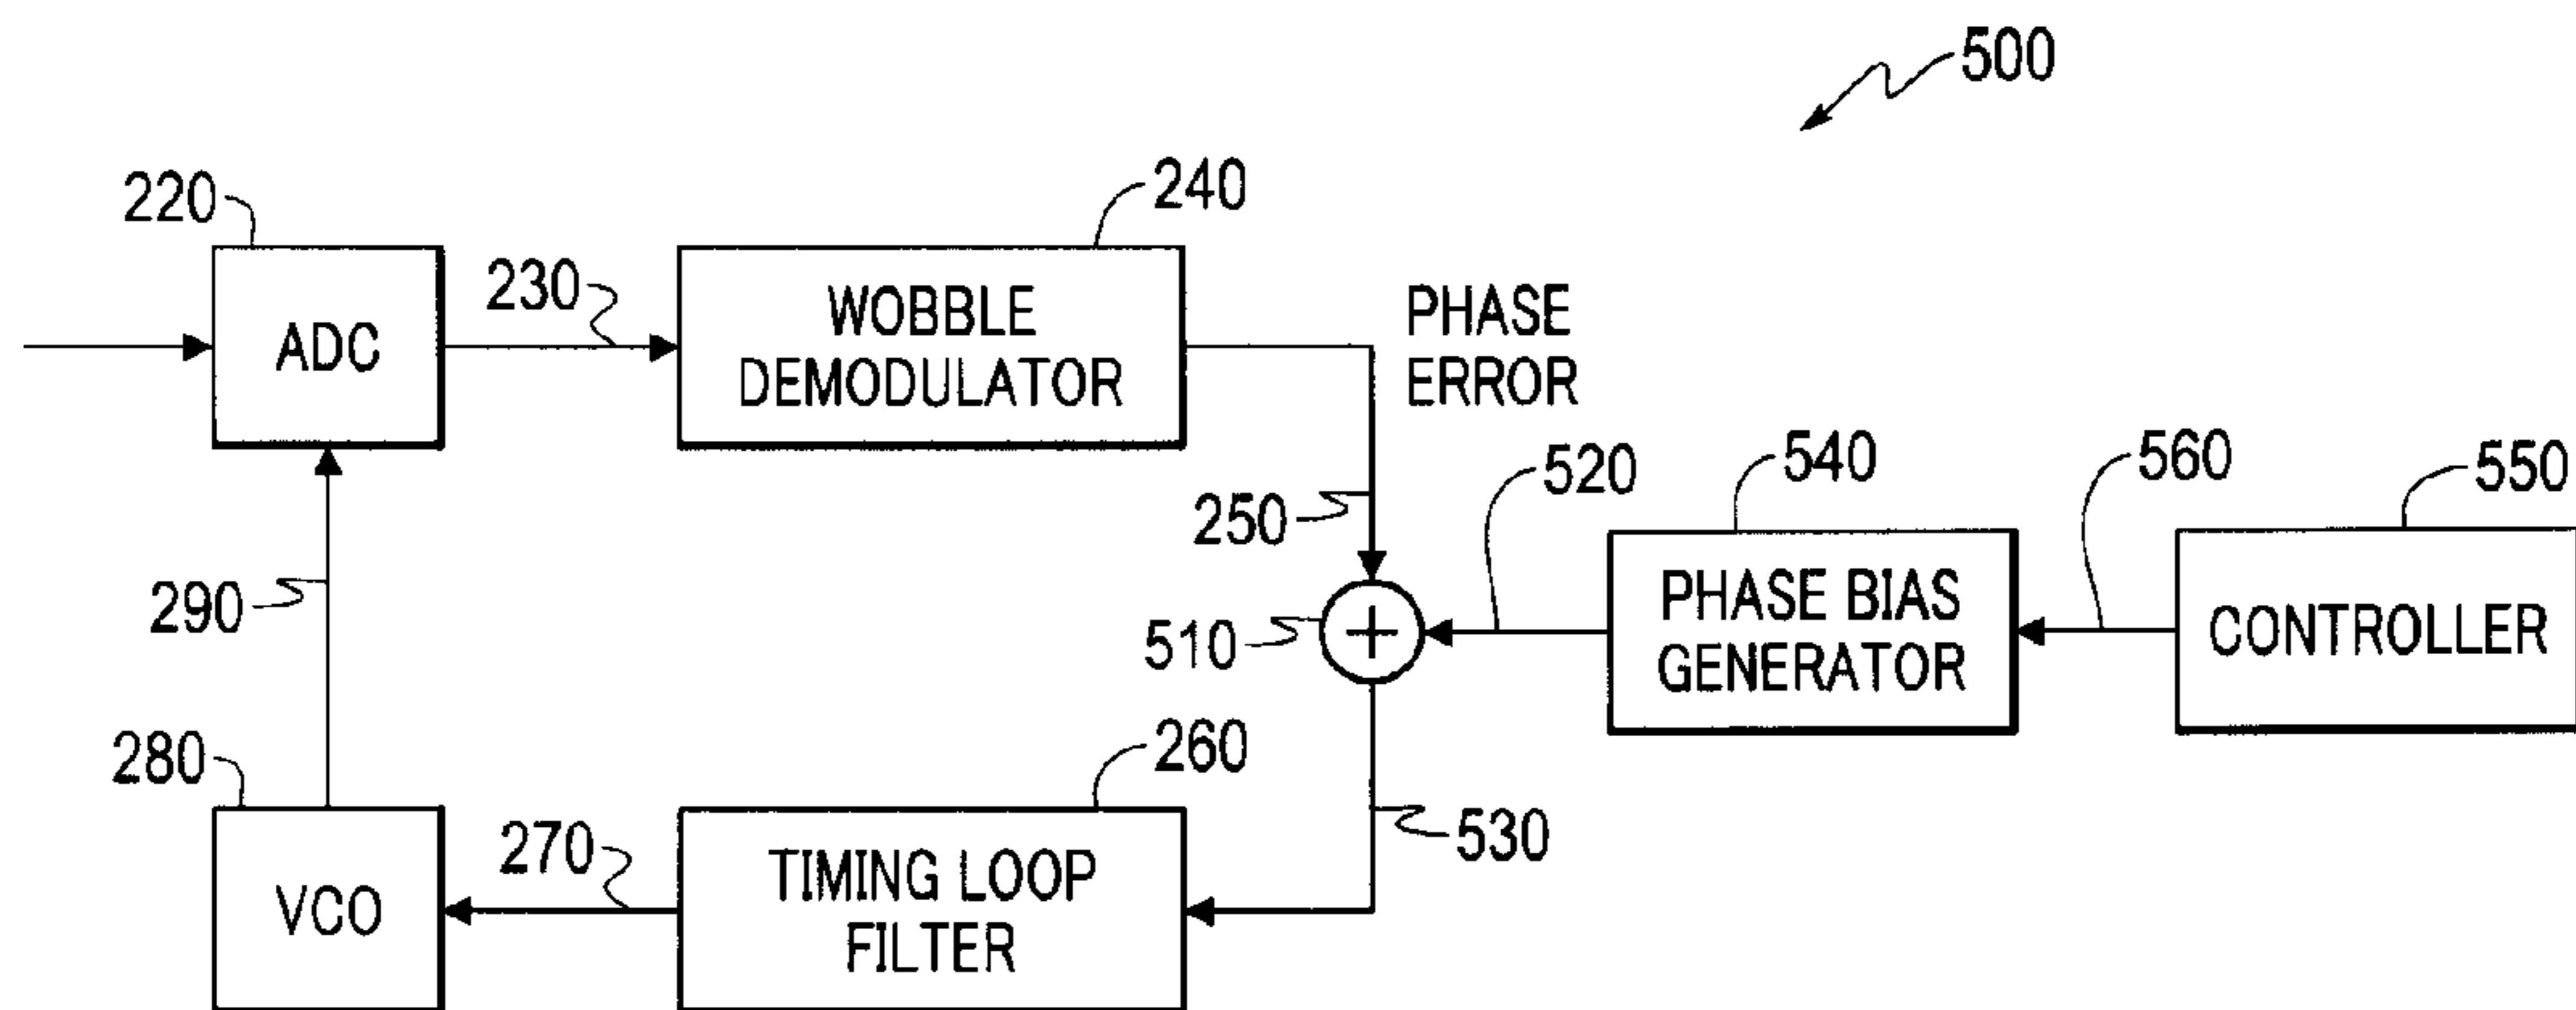 500
220
240
230
ADC
WOBBLE
DEMODULATOR
PHASE
ERROR
250
520
540
560
550
290
510
PHASE BIAS
GENERATOR
CONTROLLER
280
270
260
530
VCO
TIMING LOOP
FILTER